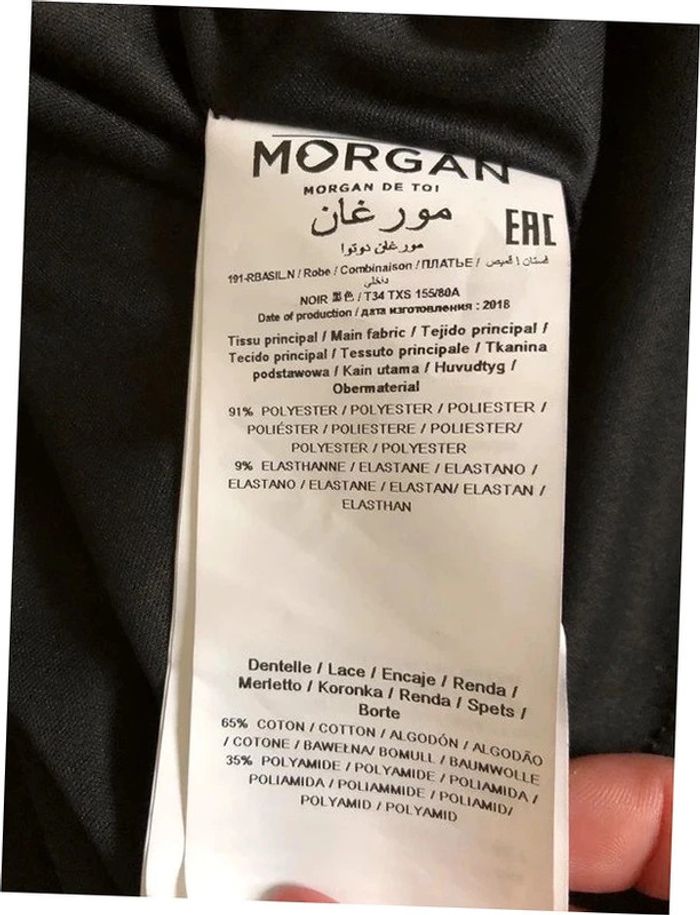 MORGAN
MORGAN DE TOI
مورغان
EAC
مورغان دوتوا
191-RBASIL.N / Robe / Combinaison / ПЛАТЬЕ / فستان / قميص
داخلي
NOIR 黑色 / T34 TXS 155/80A
Date of production / дата изготовления : 2018
Tissu principal / Main fabric / Tejido principal /
Tecido principal / Tessuto principale / Tkanina
podstawowa / Kain utama / Huvudtyg /
Obermaterial
91% POLYESTER / POLYESTER / POLIESTER /
POLIÉSTER / POLIESTERE / POLIESTER/
POLYESTER / POLYESTER
9% ELASTHANNE / ELASTANE / ELASTANO /
ELASTANO / ELASTANE / ELASTAN/ ELASTAN /
ELASTHAN
Dentelle / Lace / Encaje / Renda /
Merletto / Koronka / Renda / Spets /
Borte
65% COTON / COTTON / ALGODÓN / ALGODÃO
/ COTONE / BAWEŁNA/ BOMULL / BAUMWOLLE
35% POLYAMIDE / POLYAMIDE / POLIAMIDA /
POLIAMIDA / POLIAMMIDE / POLIAMID/
POLYAMID / POLYAMID